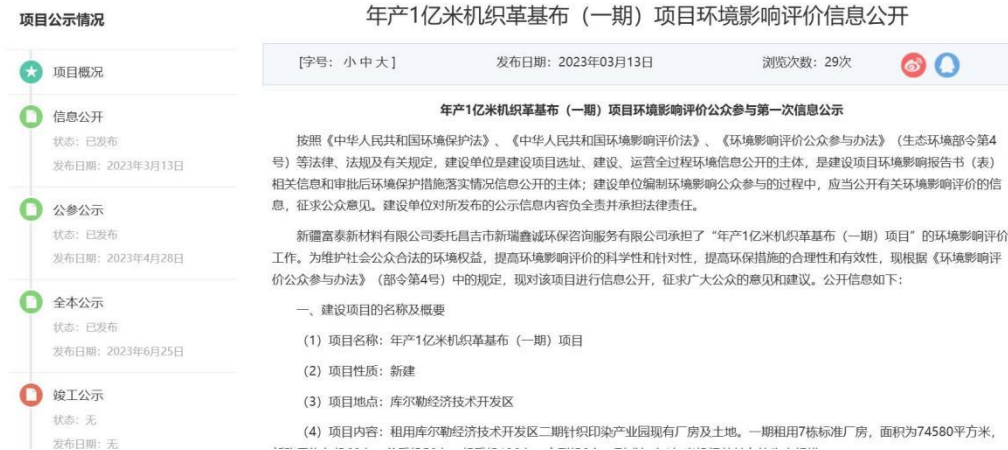 项目公示情况
项目概况
信息公开
状态：已发布
发布日期：2023年3月13日
公参公示
状态：已发布
发布日期：2023年4月28日
全本公示
状态：已发布
发布日期：2023年6月25日
竣工公示
状态：无
发布日期：无
年产1亿米机织革基布（一期）项目环境影响评价信息公开
[字号：小 中 大] 发布日期：2023年03月13日 浏览次数：29次
年产1亿米机织革基布（一期）项目环境影响评价公众参与第一次信息公示
按照《中华人民共和国环境保护法》、《中华人民共和国环境影响评价法》、《环境影响评价公众参与办法》（生态环境部令第4
号）等法律、法规及有关规定，建设单位是建设项目选址、建设、运营全过程环境信息公开的主体，是建设项目环境影响报告书（表）
相关信息和审批后环境保护措施落实情况信息公开的主体；建设单位编制环境影响公众参与的过程中，应当公开有关环境影响评价的信
息，征求公众意见。建设单位对所发布的公示信息内容负全责并承担法律责任。
新疆富泰新材料有限公司委托昌吉市新瑞鑫诚环保咨询服务有限公司承担了“年产1亿米机织革基布（一期）项目”的环境影响评价
工作。为维护社会公众合法的环境权益，提高环境影响评价的科学性和针对性，提高环保措施的合理性和有效性，现根据《环境影响评
价公众参与办法》（部令第4号）中的规定，现对该项目进行信息公开，征求广大公众的意见和建议。公开信息如下：
一、建设项目的名称及概要
（1）项目名称：年产1亿米机织革基布（一期）项目
（2）项目性质：新建
（3）项目地点：库尔勒经济技术开发区
（4）项目内容：租用库尔勒经济技术开发区二期针织印染产业园现有厂房及土地。一期租用7栋标准厂房，面积为74580平方米，